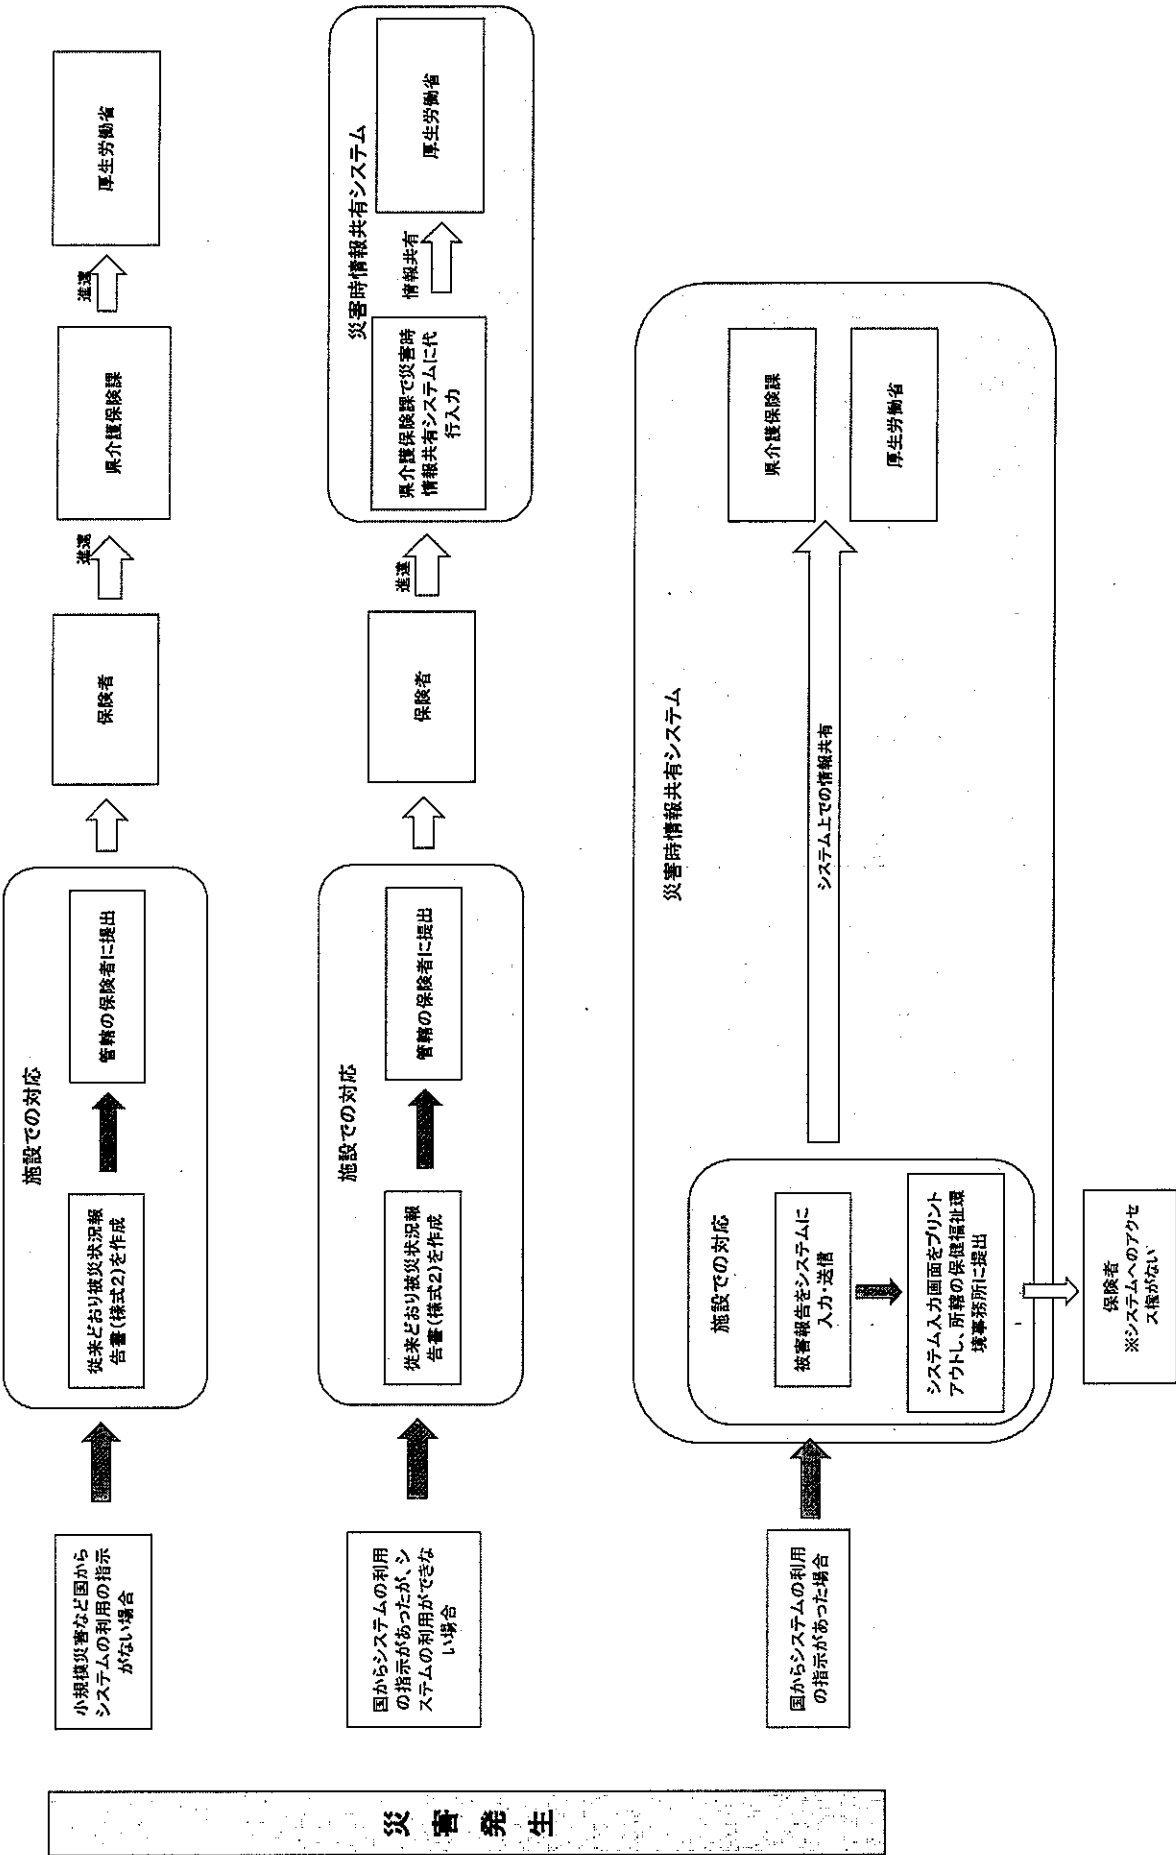 災害発生
小規模災害など国から
システムの利用の指示
がない場合
施設での対応
従来どおり被災状況報
告書(様式2)を作成
管轄の保険者に提出
保険者
進達
県介護保険課
進達
厚生労働省
国からシステムの利用
の指示があったが、シ
ステムの利用ができな
い場合
施設での対応
従来どおり被災状況報
告書(様式2)を作成
管轄の保険者に提出
保険者
進達
災害時情報共有システム
県介護保険課で災害時
情報共有システムに代
行入力
情報共有
厚生労働省
国からシステムの利用
の指示があった場合
災害時情報共有システム
施設での対応
被害報告をシステムに
入力・送信
システム入力画面をプリント
アウトし、所轄の保健福祉環
境事務所に提出
システム上での情報共有
県介護保険課
厚生労働省
保険者
※システムへのアクセ
ス権がない